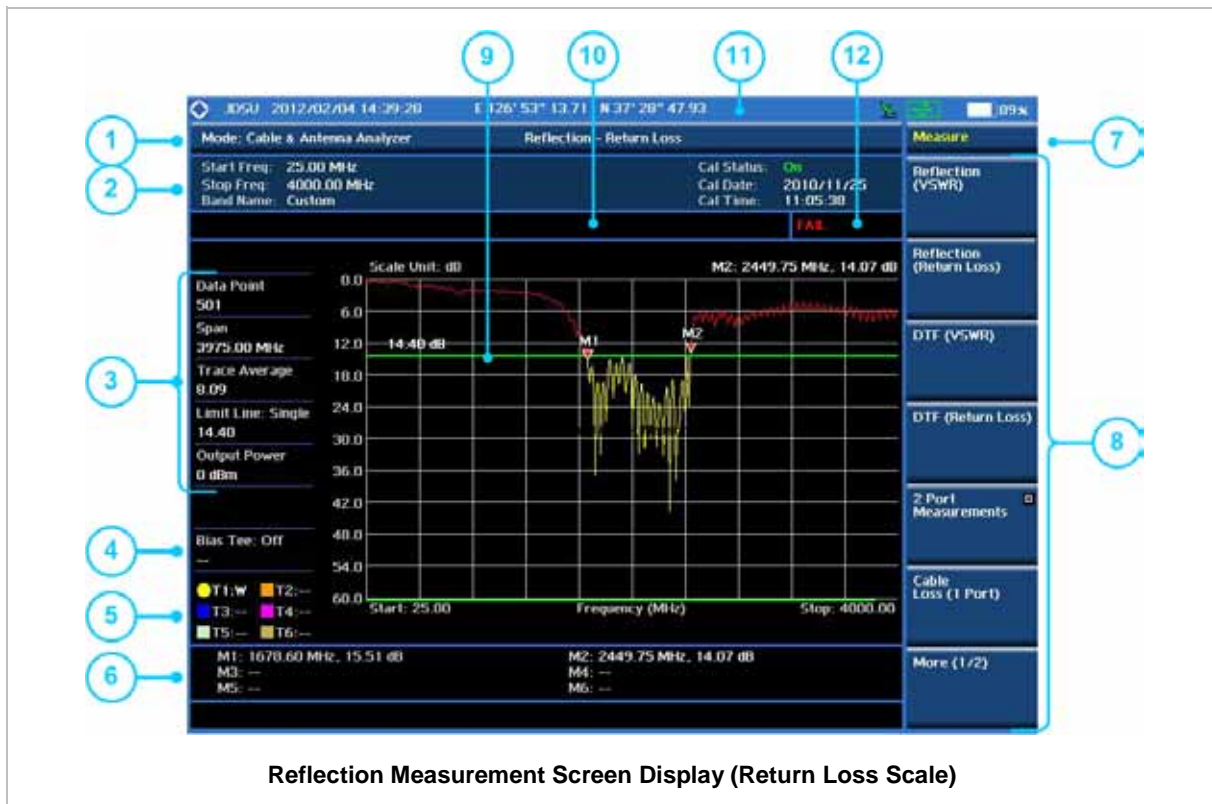 9 10 11 12
JDSU 2012/02/04 14:39:28 E 126' 53" 13.71 N 37' 28" 47.93 89%
1
Mode: Cable & Antenna Analyzer Reflection - Return Loss Measure
7
2
Start Freq: 25.00 MHz
Stop Freq: 4000.00 MHz
Band Name: Custom
Cal Status: On
Cal Date: 2010/11/25
Cal Time: 11:05:38
FAIL
Scale Unit: dB M2: 2449.75 MHz, 14.07 dB
3
Data Point
501
Span
3975.00 MHz
Trace Average
8.09
Limit Line: Single
14.40
Output Power
0 dBm
4
Bias Tee: Off
--
5
T1:W T2:--
T3:-- T4:--
T5:-- T6:--
0.0
6.0
12.0
18.0
24.0
30.0
36.0
42.0
48.0
54.0
60.0
14.40 dB
M1
M2
Start: 25.00 Frequency (MHz) Stop: 4000.00
6
M1: 1678.60 MHz, 15.51 dB M2: 2449.75 MHz, 14.07 dB
M3: -- M4: --
M5: -- M6: --
Reflection
(VSWR)
Reflection
(Return Loss)
DTF (VSWR)
DTF (Return Loss)
8
2 Port
Measurements
Cable
Loss (1 Port)
More (1/2)
Reflection Measurement Screen Display (Return Loss Scale)